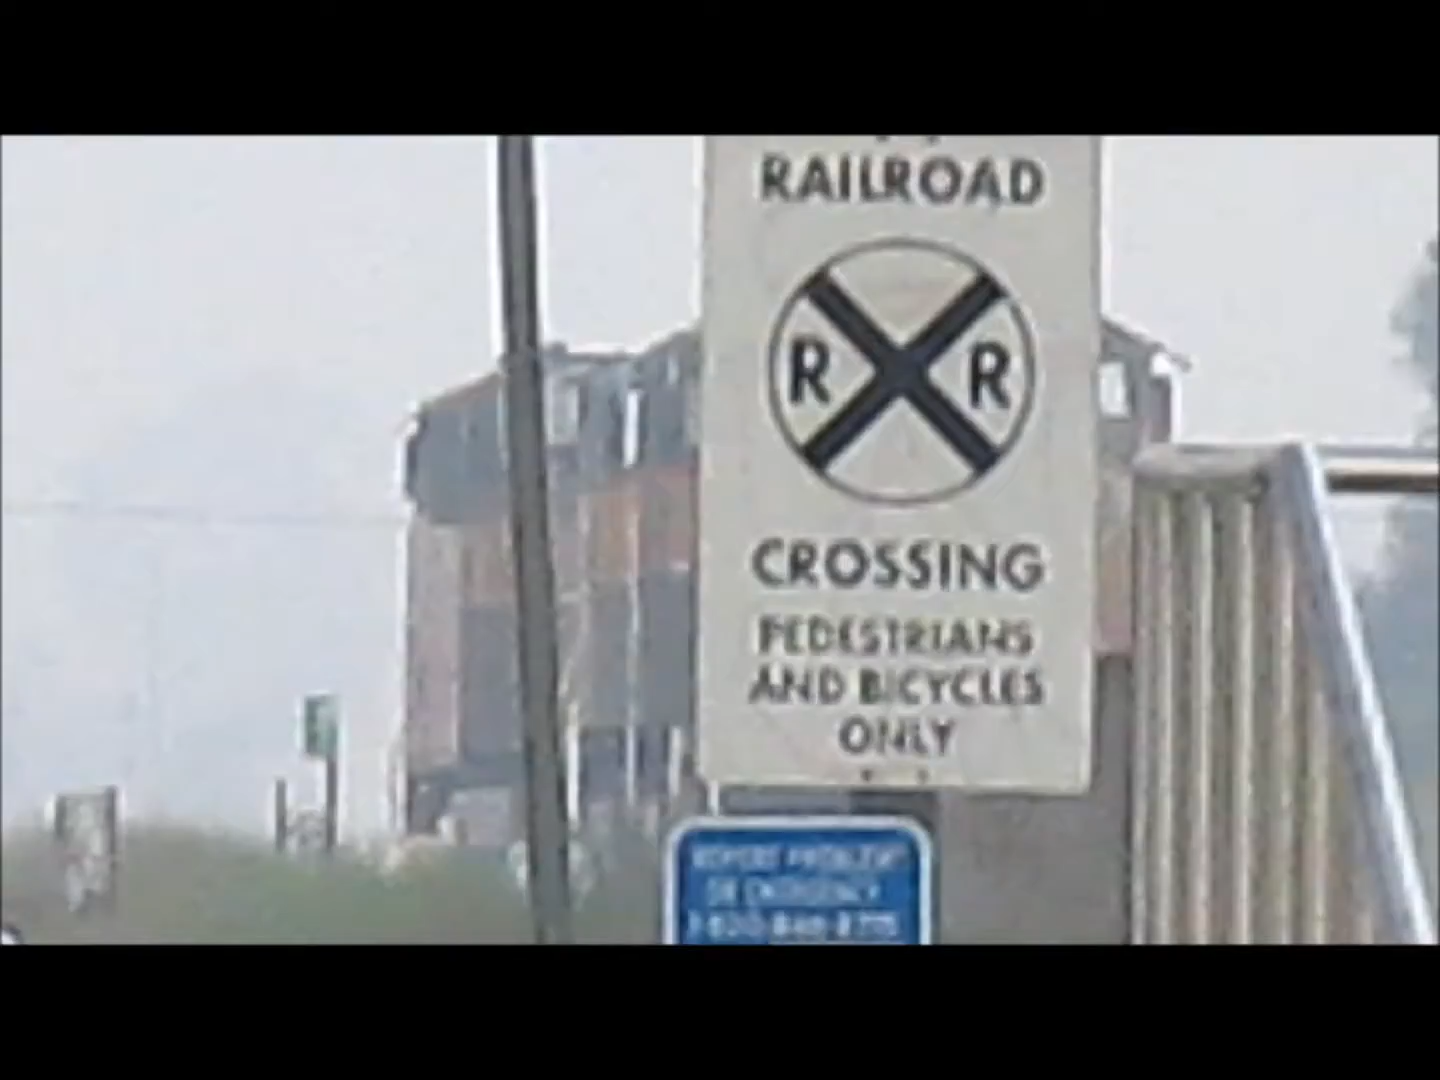 RAILROAD
R R
CROSSING
PEDESTRIANS
AND BICYCLES
ONLY
REPORT PROBLEM
OR EMERGENCY